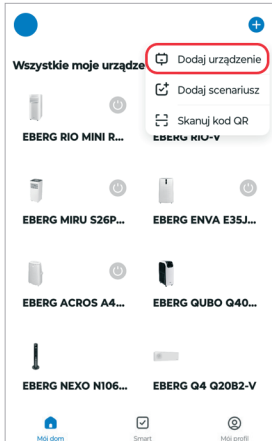 Dodaj urządzenie
Wszystkie moje urządze
Dodaj scenariusz
Skanuj kod QR
EBERG RIO MINI R...
EBERG RIO-V
EBERG MIRU S26P...
EBERG ENVA E35J...
EBERG ACROS A4...
EBERG QUBO Q40...
EBERG NEXO N106...
EBERG Q4 Q20B2-V
Mój dom
Smart
Mój profil